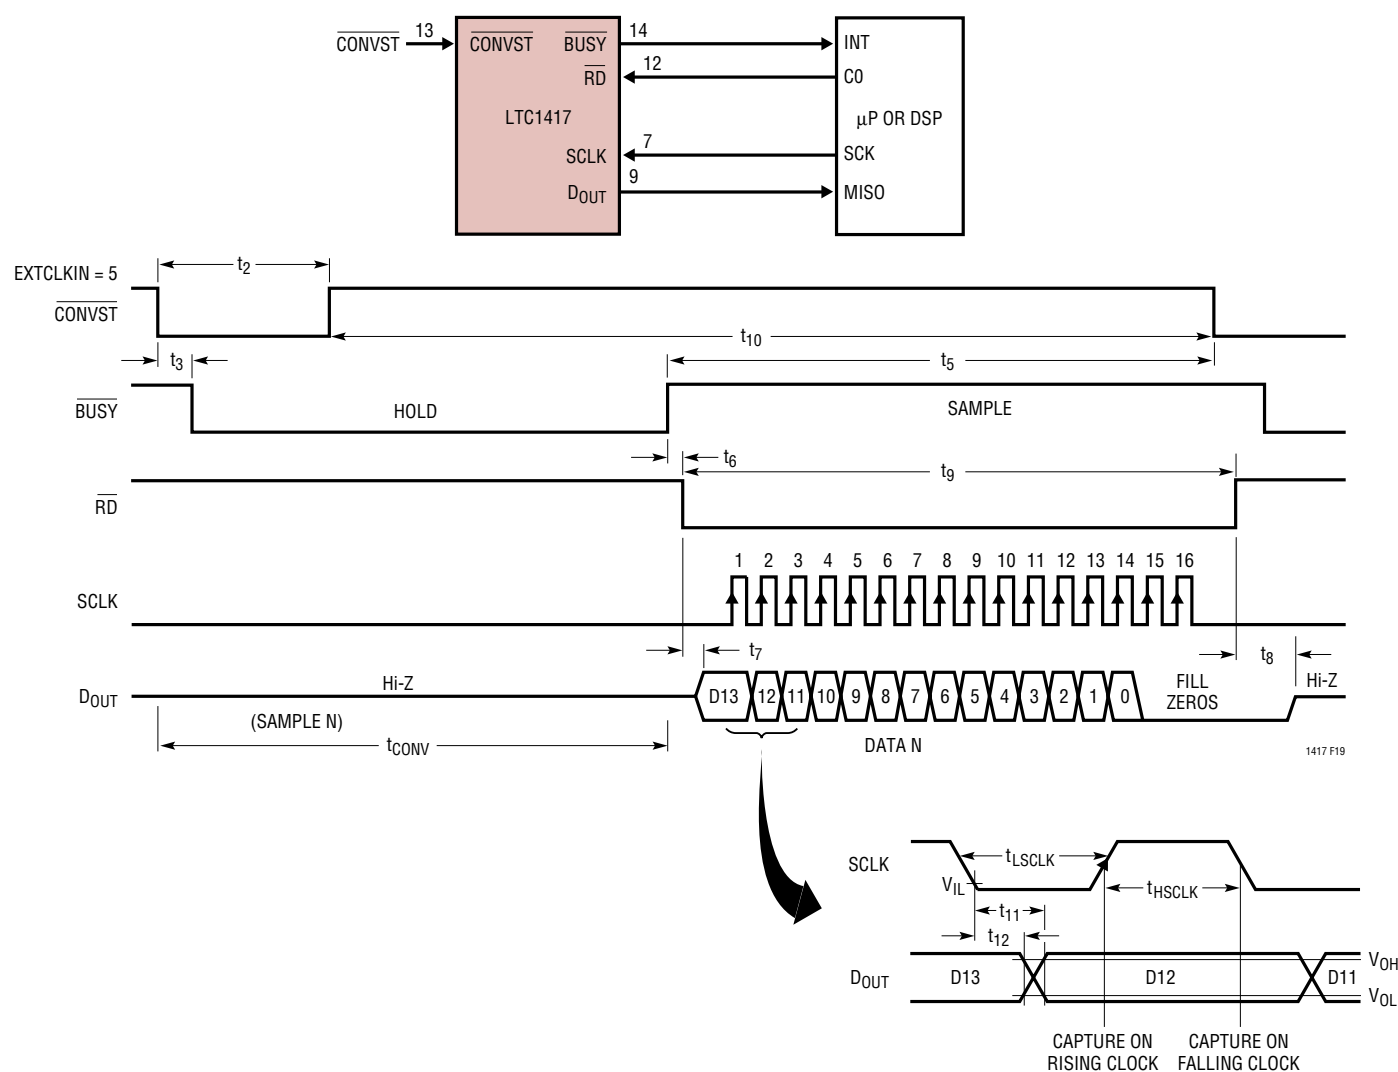 CONVST 13
CONVST BUSY 14 INT
RD 12 C0
LTC1417 µP OR DSP
SCLK 7 SCK
DOUT 9 MISO
EXTCLKIN = 5
t2
CONVST
t10
t3
t5
BUSY
HOLD
SAMPLE
t6
t9
RD
1 2 3 4 5 6 7 8 9 10 11 12 13 14 15 16
SCLK
t7
t8
DOUT
Hi-Z
D13 12 11 10 9 8 7 6 5 4 3 2 1 0
FILL
ZEROS
Hi-Z
(SAMPLE N)
tCONV
DATA N
1417 F19
SCLK
tLSCLK
VIL
tHSCLK
t11
t12
DOUT
D13 D12 D11
VOH
VOL
CAPTURE ON
RISING CLOCK
CAPTURE ON
FALLING CLOCK